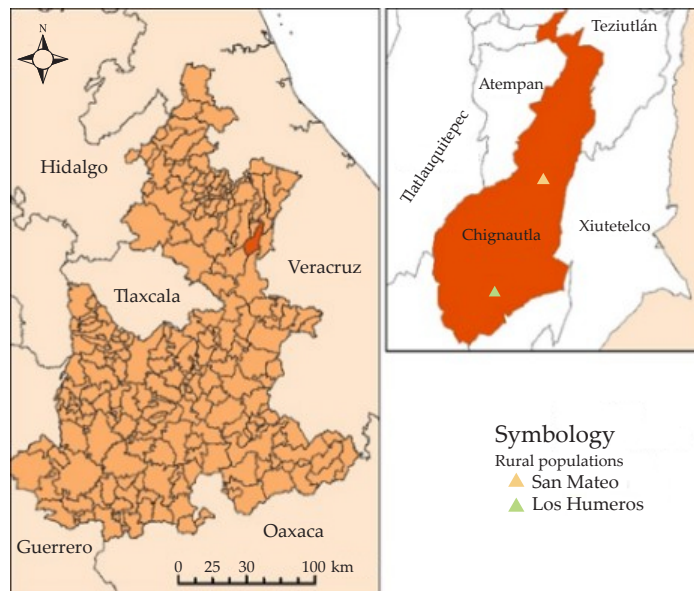 N
Hidalgo
Tlaxcala
Veracruz
Guerrero
Oaxaca
0 25 50 100 km
Teziutlán
Atempan
Tlatlauquitepec
Chignautla
Xiutetelco
Symbology
Rural populations
San Mateo
Los Humeros